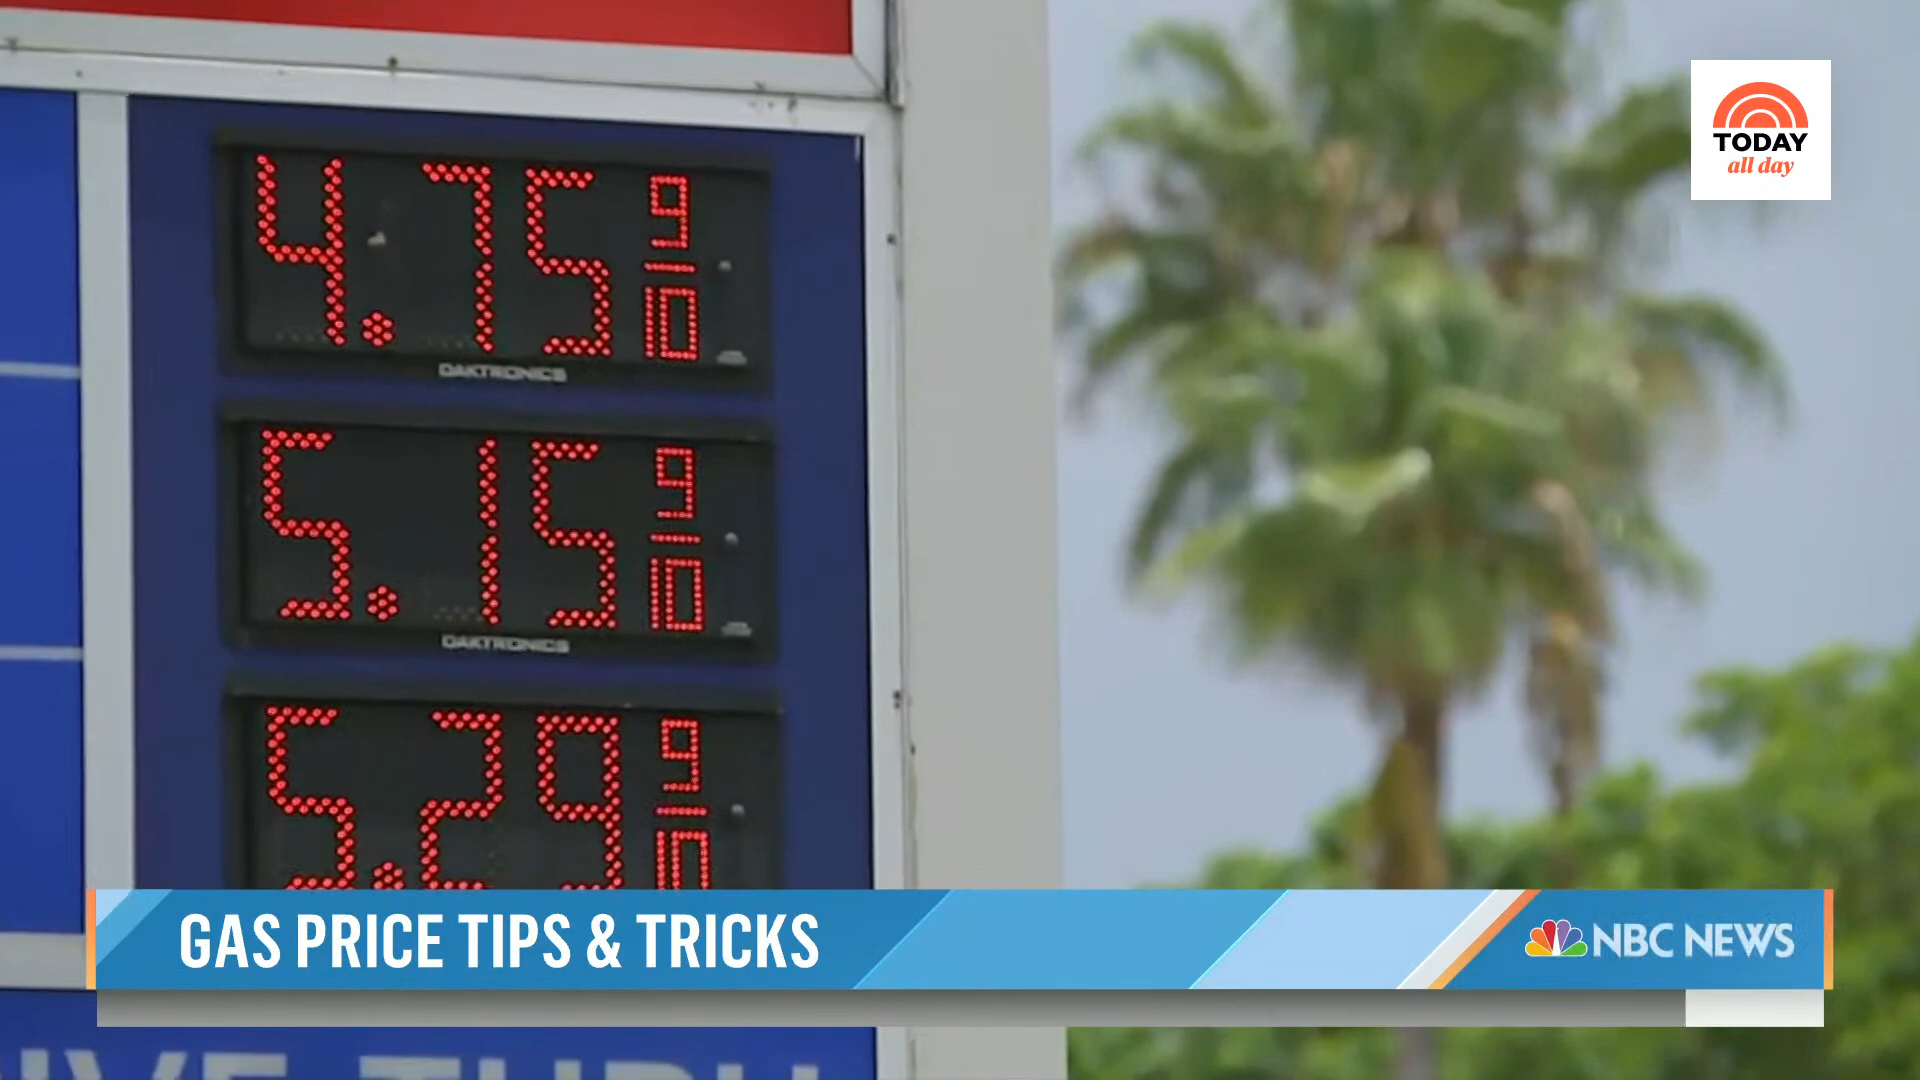 4.75 9/10
DAKTRONICS
5.15 9/10
DAKTRONICS
5.29 9/10
TODAY
all day
GAS PRICE TIPS & TRICKS
NBC NEWS